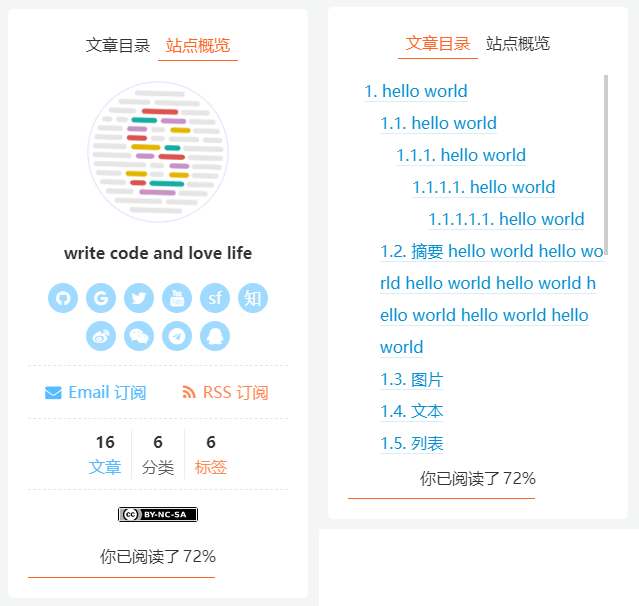 文章目录 站点概览
write code and love life
sf 知
Email 订阅 RSS 订阅
16 6 6
文章 分类 标签
cc BY-NC-SA
你已阅读了 72%
文章目录 站点概览
1. hello world
1.1. hello world
1.1.1. hello world
1.1.1.1. hello world
1.1.1.1.1. hello world
1.2. 摘要 hello world hello wo
rld hello world hello world h
ello world hello world hello
world
1.3. 图片
1.4. 文本
1.5. 列表
你已阅读了 72%